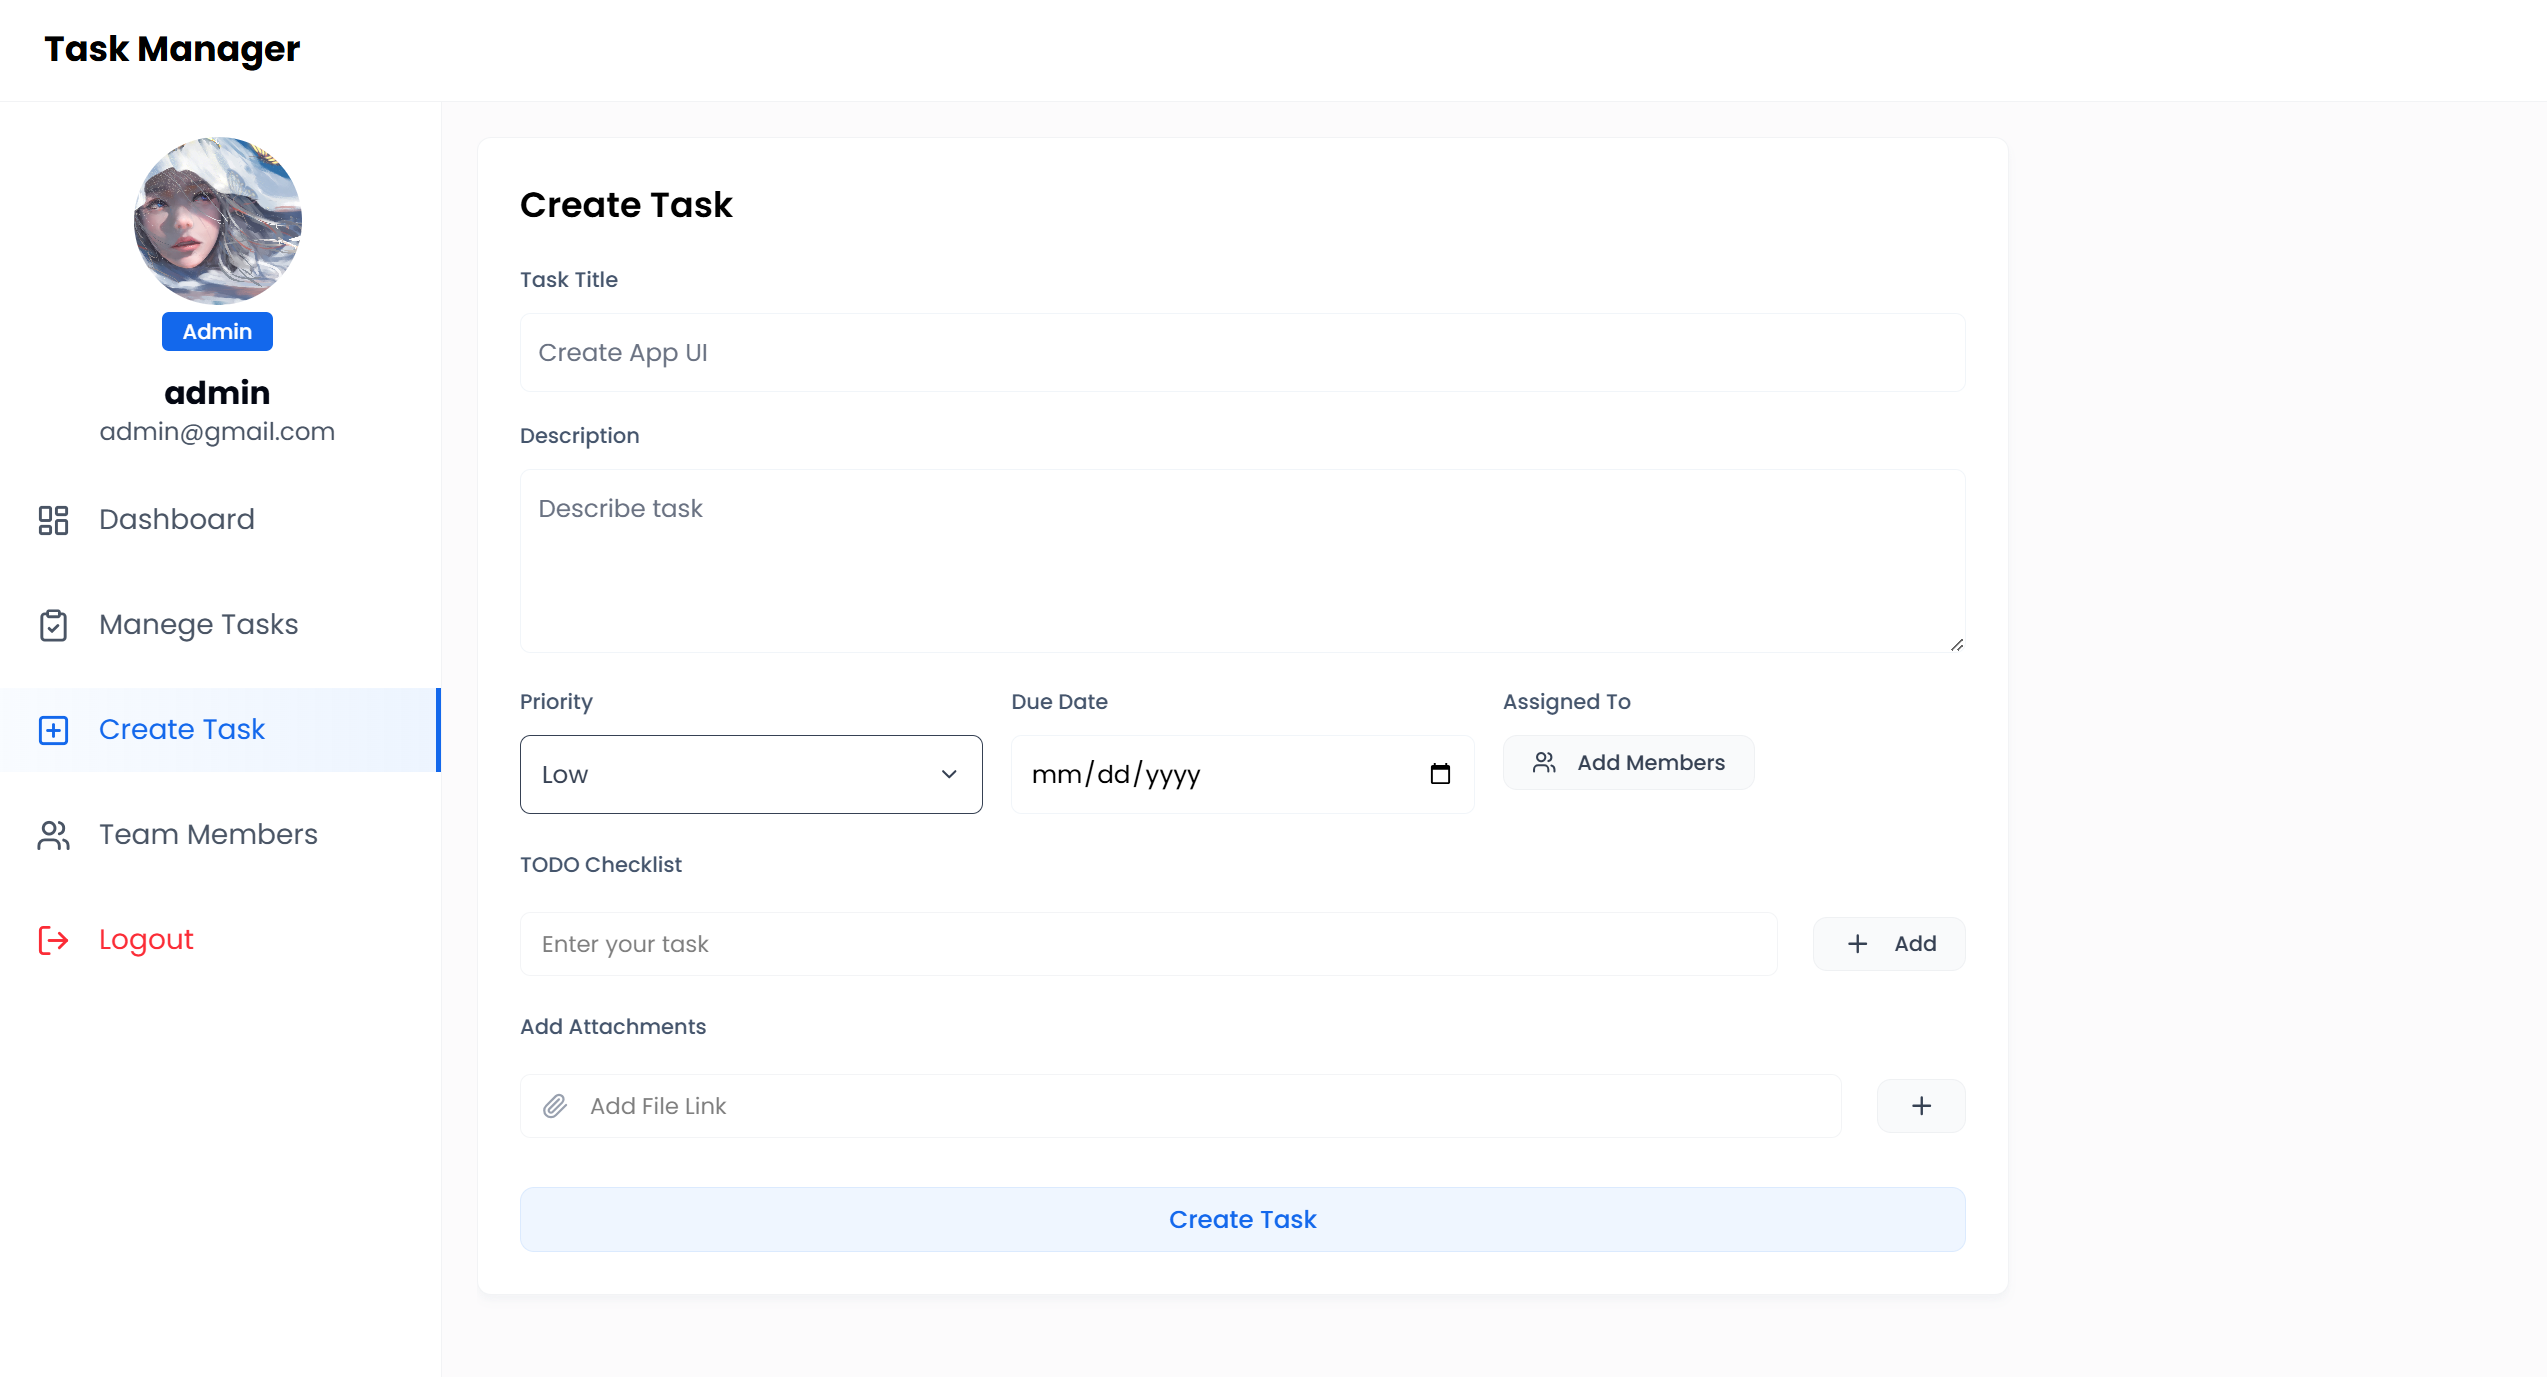 Task Manager
Admin
admin
admin@gmail.com
Dashboard
Manege Tasks
Create Task
Team Members
Logout
Create Task
Task Title
Create App UI
Description
Describe task
Priority
Due Date
Assigned To
Low
mm/dd/yyyy
Add Members
TODO Checklist
Enter your task
Add
Add Attachments
Add File Link
Create Task